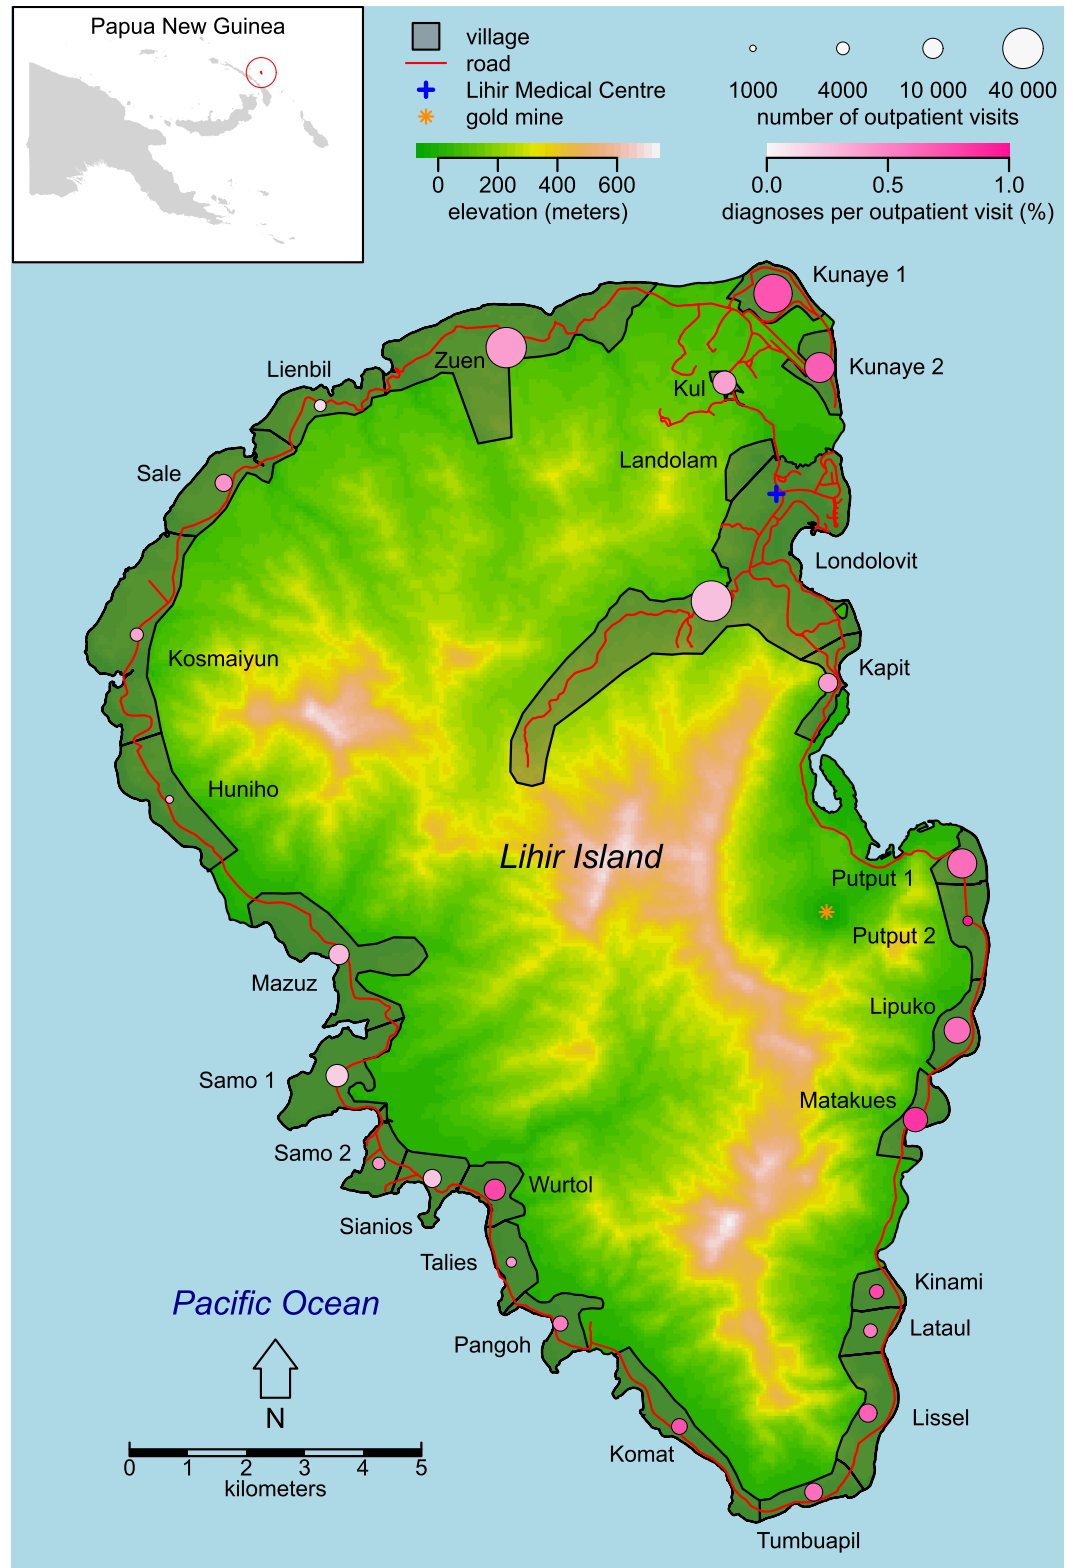 Papua New Guinea
village
road
Lihir Medical Centre
gold mine
1000 4000 10 000 40 000
number of outpatient visits
0 200 400 600
elevation (meters)
0.0 0.5 1.0
diagnoses per outpatient visit (%)
Kunaye 1
Zuen
Lienbil
Kunaye 2
Kul
Landolam
Sale
Londolovit
Kosmaiyun
Kapit
Huniho
Lihir Island
Putput 1
Putput 2
Mazuz
Lipuko
Samo 1
Matakues
Samo 2
Wurtol
Sianios
Talies
Kinami
Pacific Ocean
Lataul
Pangoh
N
Lissel
Komat
0 1 2 3 4 5
kilometers
Tumbuapil